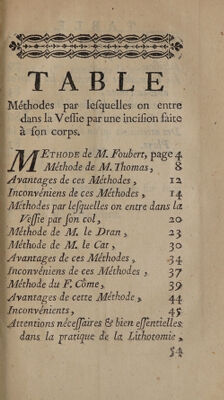 TABLE
Méthodes par lesquelles on entre
dans la Vessie par une incision faite
à son corps.
METHODE de M. Foubert, page 4
Méthode de M. Thomas, 8
Avantages de ces Méthodes, 12
Inconvéniens de ces Méthodes, 14
Méthodes par lesquelles on entre dans la
Vessie par son col, 20
Méthode de M. le Dran, 23
Méthode de M. le Cat, 30
Avantages de ces Méthodes, 34
Inconveniens de ces Méthodes, 37
Méthode du F. Côme, 39
Avantages de cette Méthode, 44
Inconvénients, 45
Attentions nécessaires & bien essentielles
dans la pratique de la Lithotomie,
54